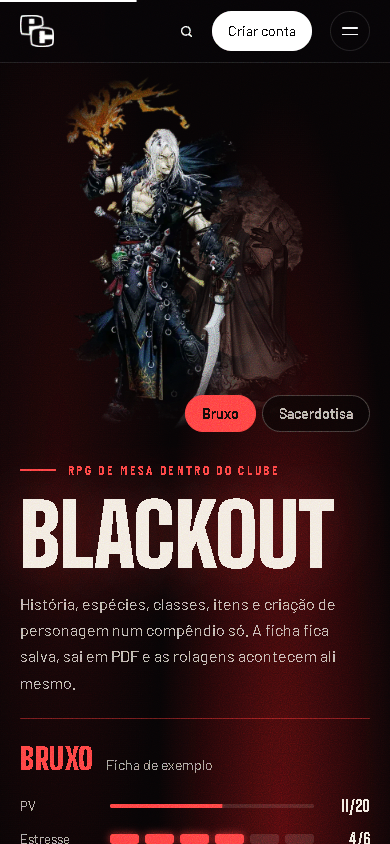 PC
Criar conta
Bruxo
Sacerdotisa
RPG DE MESA DENTRO DO CLUBE
BLACKOUT
História, espécies, classes, itens e criação de
personagem num compêndio só. A ficha fica
salva, sai em PDF e as rolagens acontecem ali
mesmo.
BRUXO Ficha de exemplo
PV 11/20
Estresse 4/6